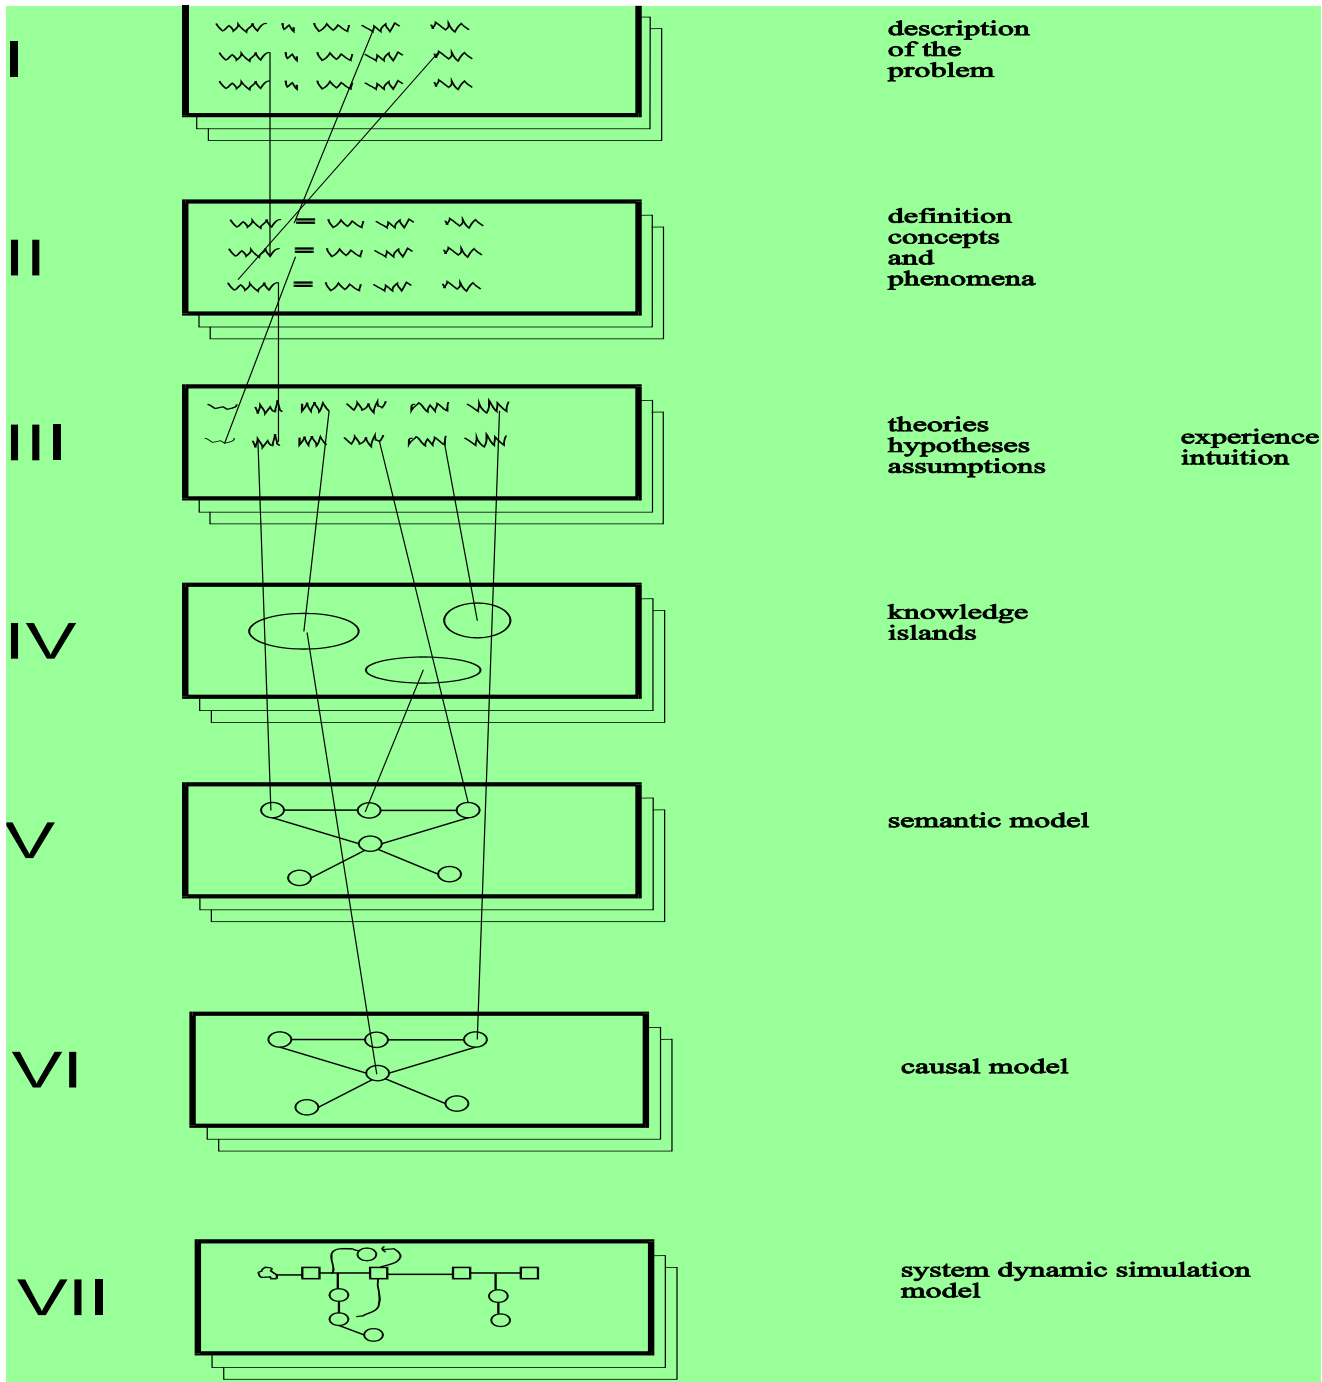 I
description
of the
problem
II
definition
concepts
and
phenomena
III
theories
hypotheses
assumptions
experience
intuition
IV
knowledge
islands
V
semantic model
VI
causal model
VII
system dynamic simulation
model